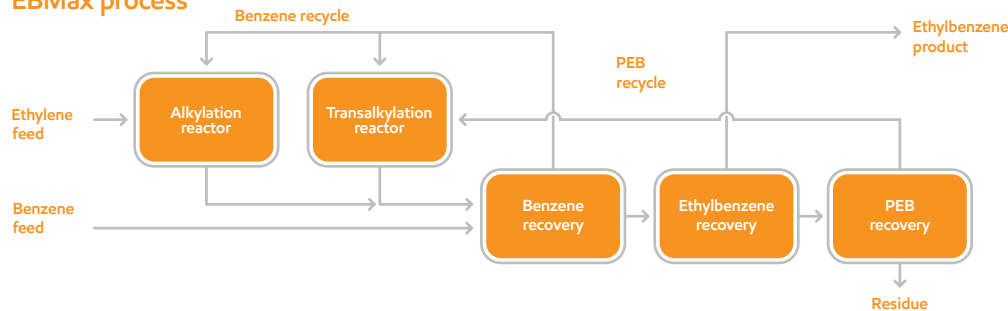 EBMax process
Benzene recycle
Ethylbenzene
product
PEB
recycle
Ethylene
feed
Alkylation
reactor
Transalkylation
reactor
Benzene
feed
Benzene
recovery
Ethylbenzene
recovery
PEB
recovery
Residue